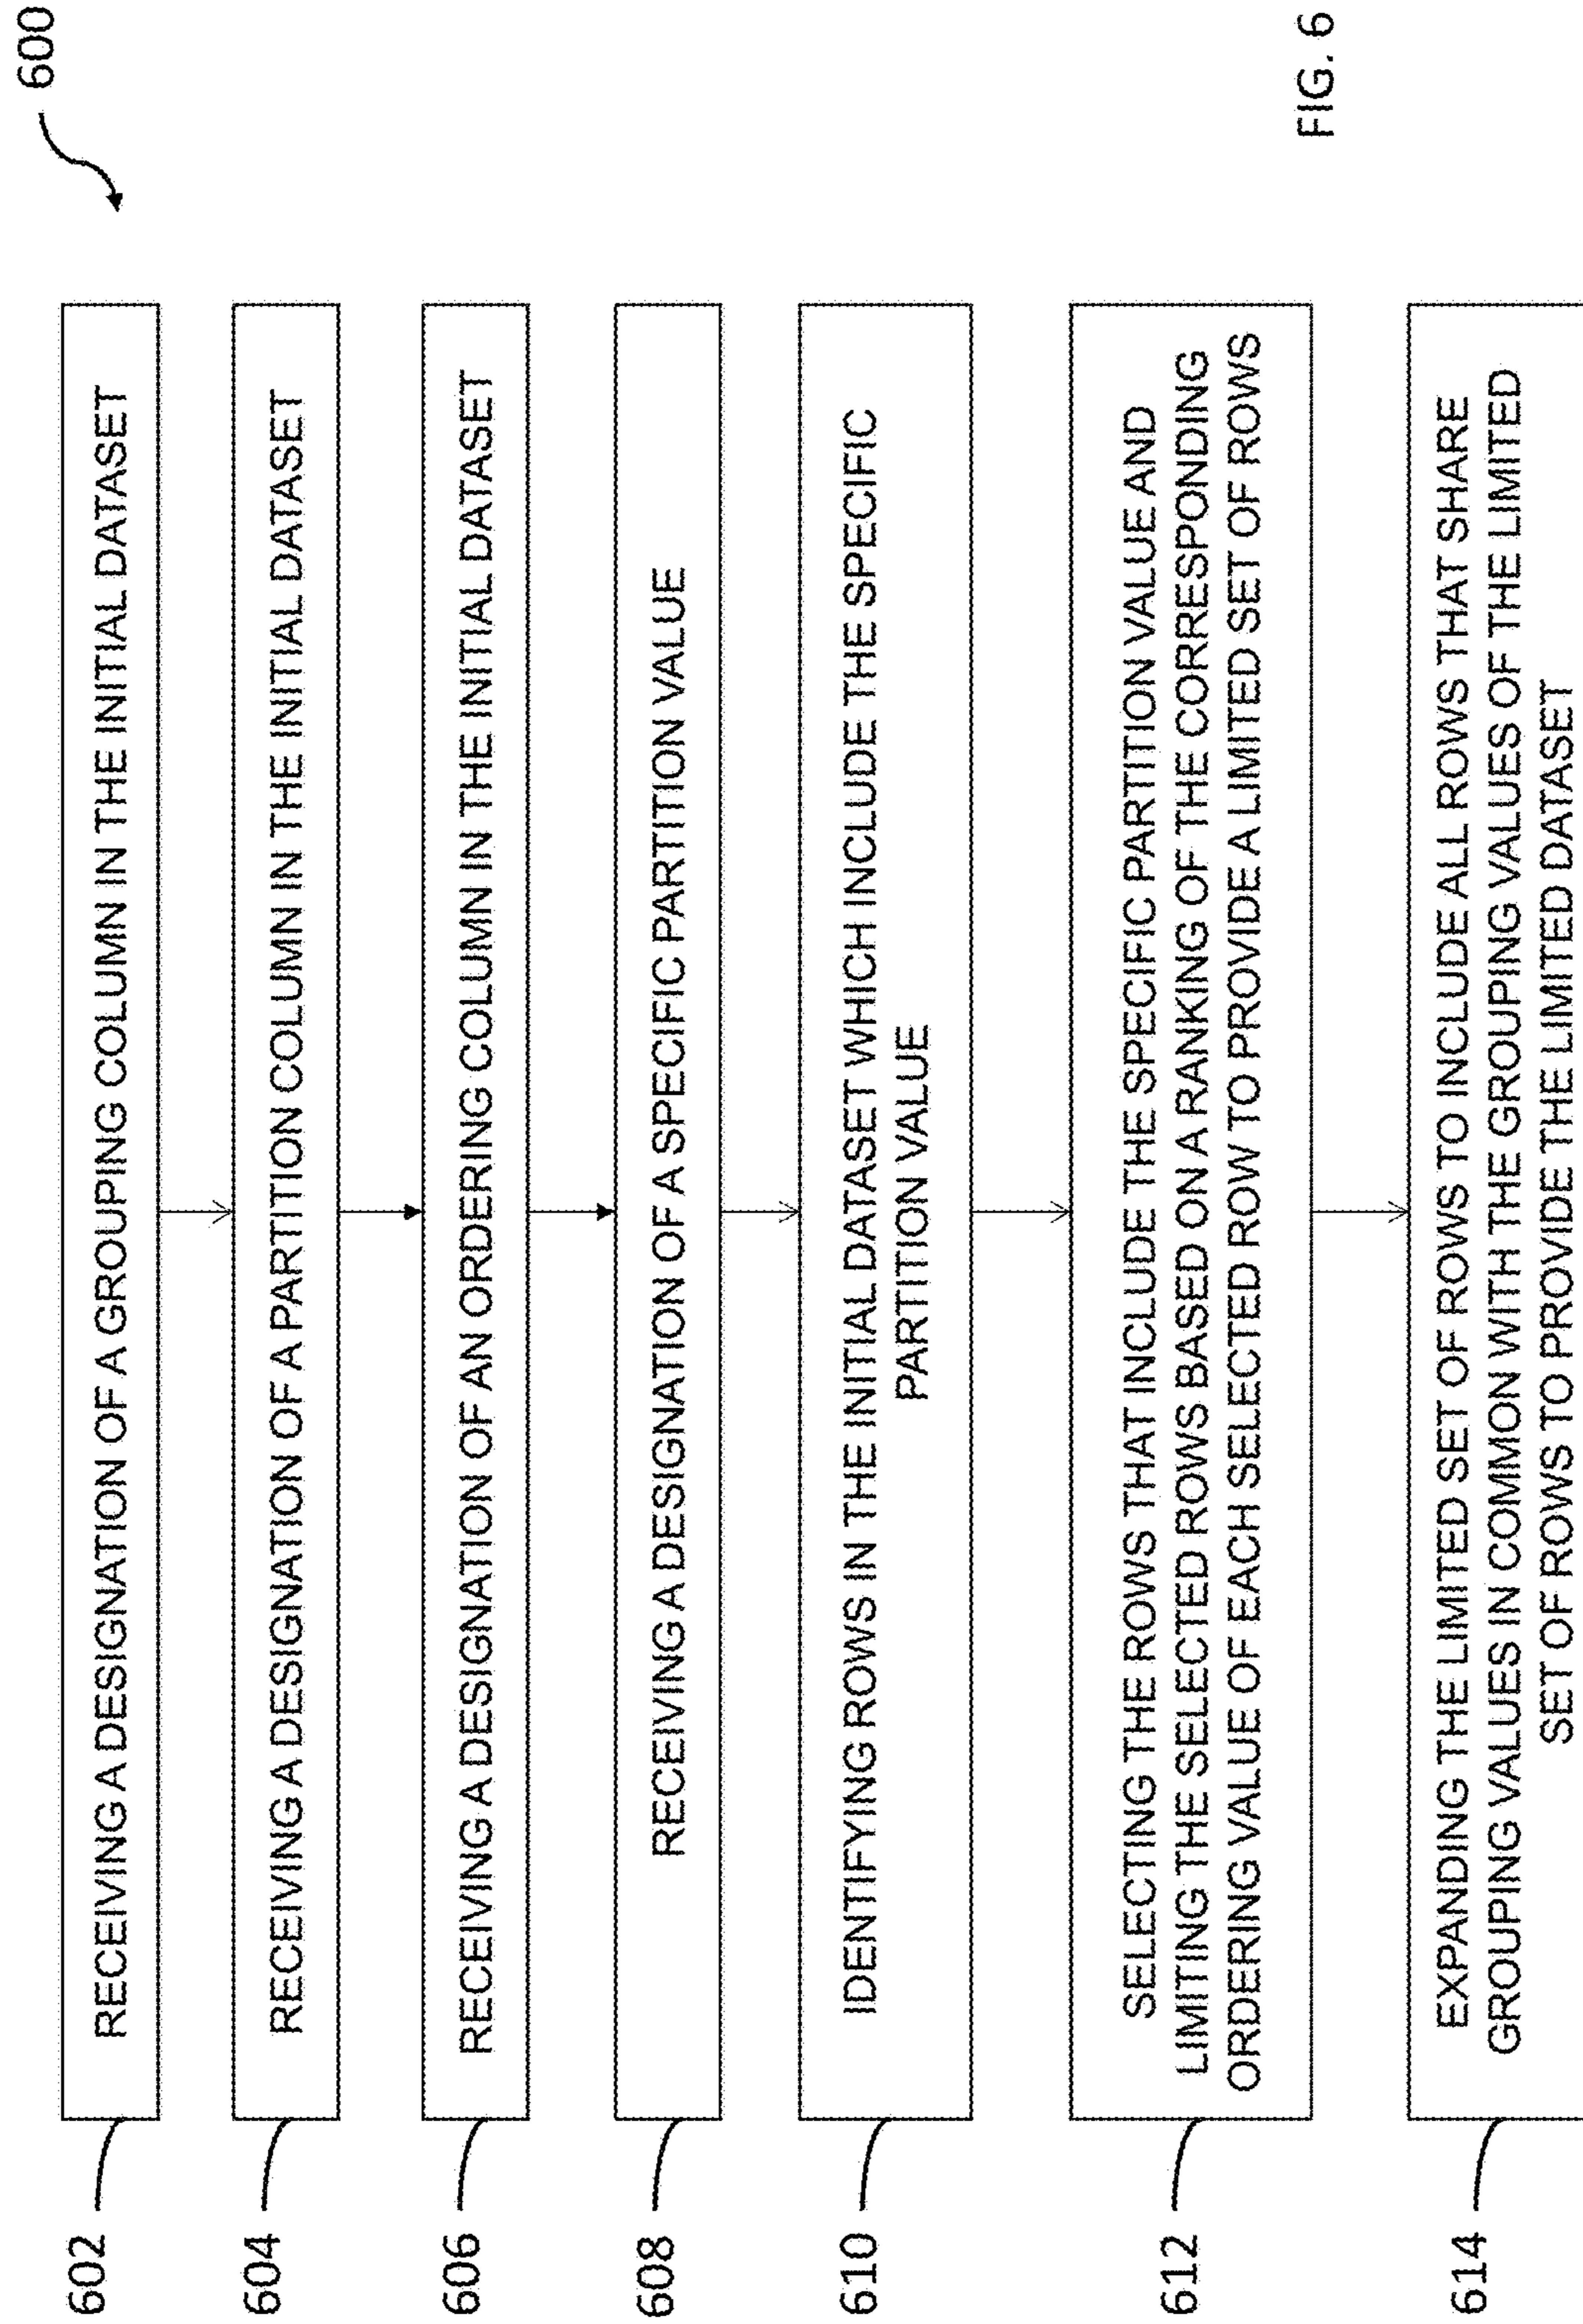 600
602
RECEIVING A DESIGNATION OF A GROUPING COLUMN IN THE INITIAL DATASET
604
RECEIVING A DESIGNATION OF A PARTITION COLUMN IN THE INITIAL DATASET
606
RECEIVING A DESIGNATION OF AN ORDERING COLUMN IN THE INITIAL DATASET
608
RECEIVING A DESIGNATION OF A SPECIFIC PARTITION VALUE
610
IDENTIFYING ROWS IN THE INITIAL DATASET WHICH INCLUDE THE SPECIFIC
PARTITION VALUE
612
SELECTING THE ROWS THAT INCLUDE THE SPECIFIC PARTITION VALUE AND
LIMITING THE SELECTED ROWS BASED ON A RANKING OF THE CORRESPONDING
ORDERING VALUE OF EACH SELECTED ROW TO PROVIDE A LIMITED SET OF ROWS
614
EXPANDING THE LIMITED SET OF ROWS TO INCLUDE ALL ROWS THAT SHARE
GROUPING VALUES IN COMMON WITH THE GROUPING VALUES OF THE LIMITED
SET OF ROWS TO PROVIDE THE LIMITED DATASET
FIG. 6